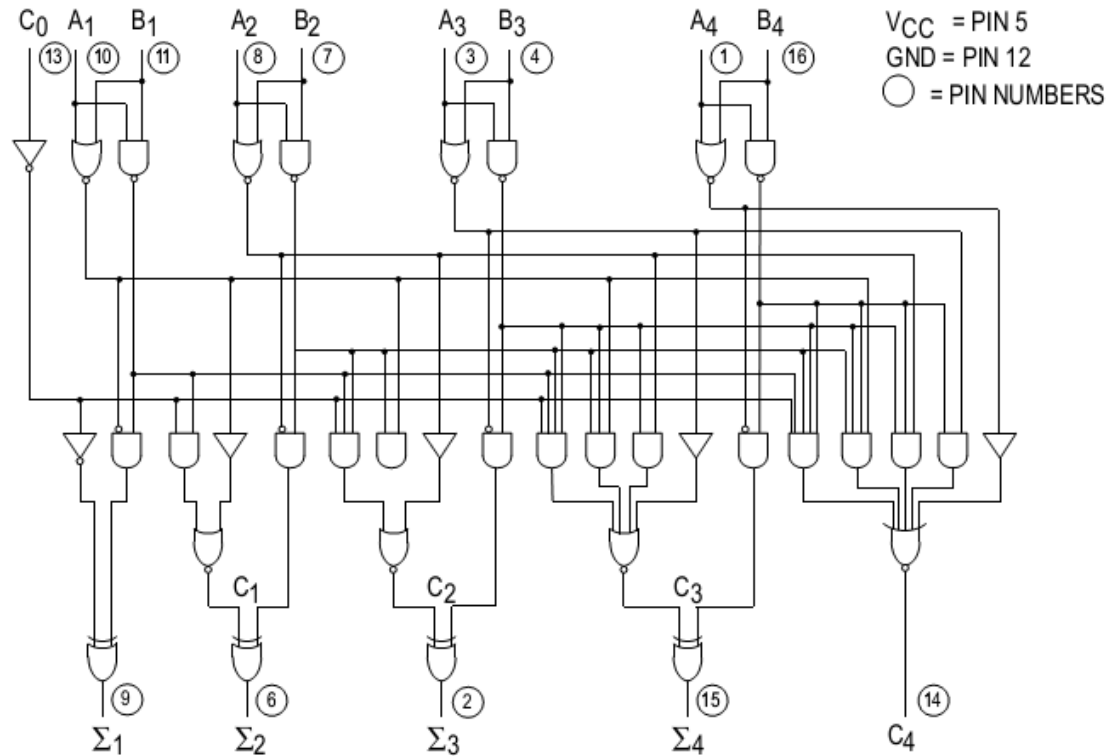 C0 A1 B1 A2 B2 A3 B3 A4 B4
VCC = PIN 5
GND = PIN 12
○ = PIN NUMBERS
13 10 11 8 7 3 4 1 16
C1 C2 C3
9 6 2 15 14
Σ1 Σ2 Σ3 Σ4 C4